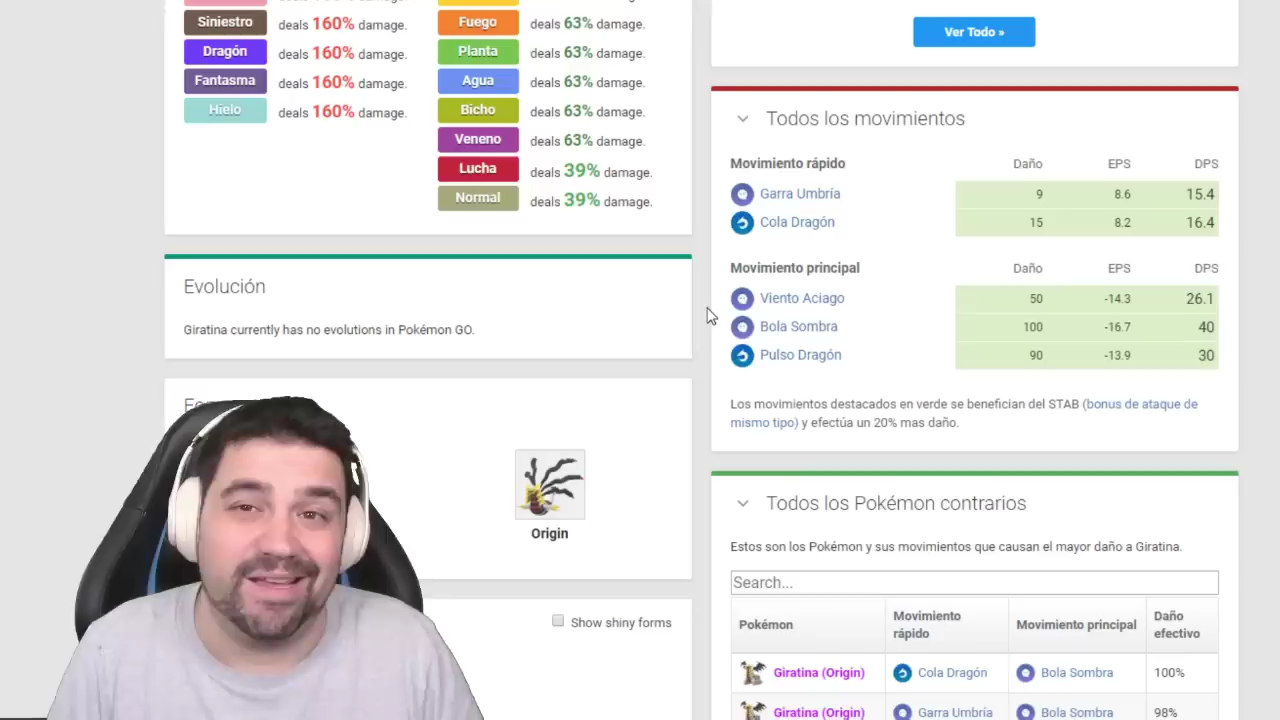 Siniestro deals 160% damage.
Dragón deals 160% damage.
Fantasma deals 160% damage.
Hielo deals 160% damage.
Fuego deals 63% damage.
Planta deals 63% damage.
Agua deals 63% damage.
Bicho deals 63% damage.
Veneno deals 63% damage.
Lucha deals 39% damage.
Normal deals 39% damage.
Evolución
Giratina currently has no evolutions in Pokémon GO.
Origin
Show shiny forms
Ver Todo »
Todos los movimientos
Movimiento rápido Daño EPS DPS
Garra Umbría 9 8.6 15.4
Cola Dragón 15 8.2 16.4
Movimiento principal Daño EPS DPS
Viento Aciago 50 -14.3 26.1
Bola Sombra 100 -16.7 40
Pulso Dragón 90 -13.9 30
Los movimientos destacados en verde se benefician del STAB (bonus de ataque de
mismo tipo) y efectúa un 20% mas daño.
Todos los Pokémon contrarios
Estos son los Pokémon y sus movimientos que causan el mayor daño a Giratina.
Search...
Pokémon Movimiento rápido Movimiento principal Daño efectivo
Giratina (Origin) Cola Dragón Bola Sombra 100%
Giratina (Origin) Garra Umbría Bola Sombra 98%